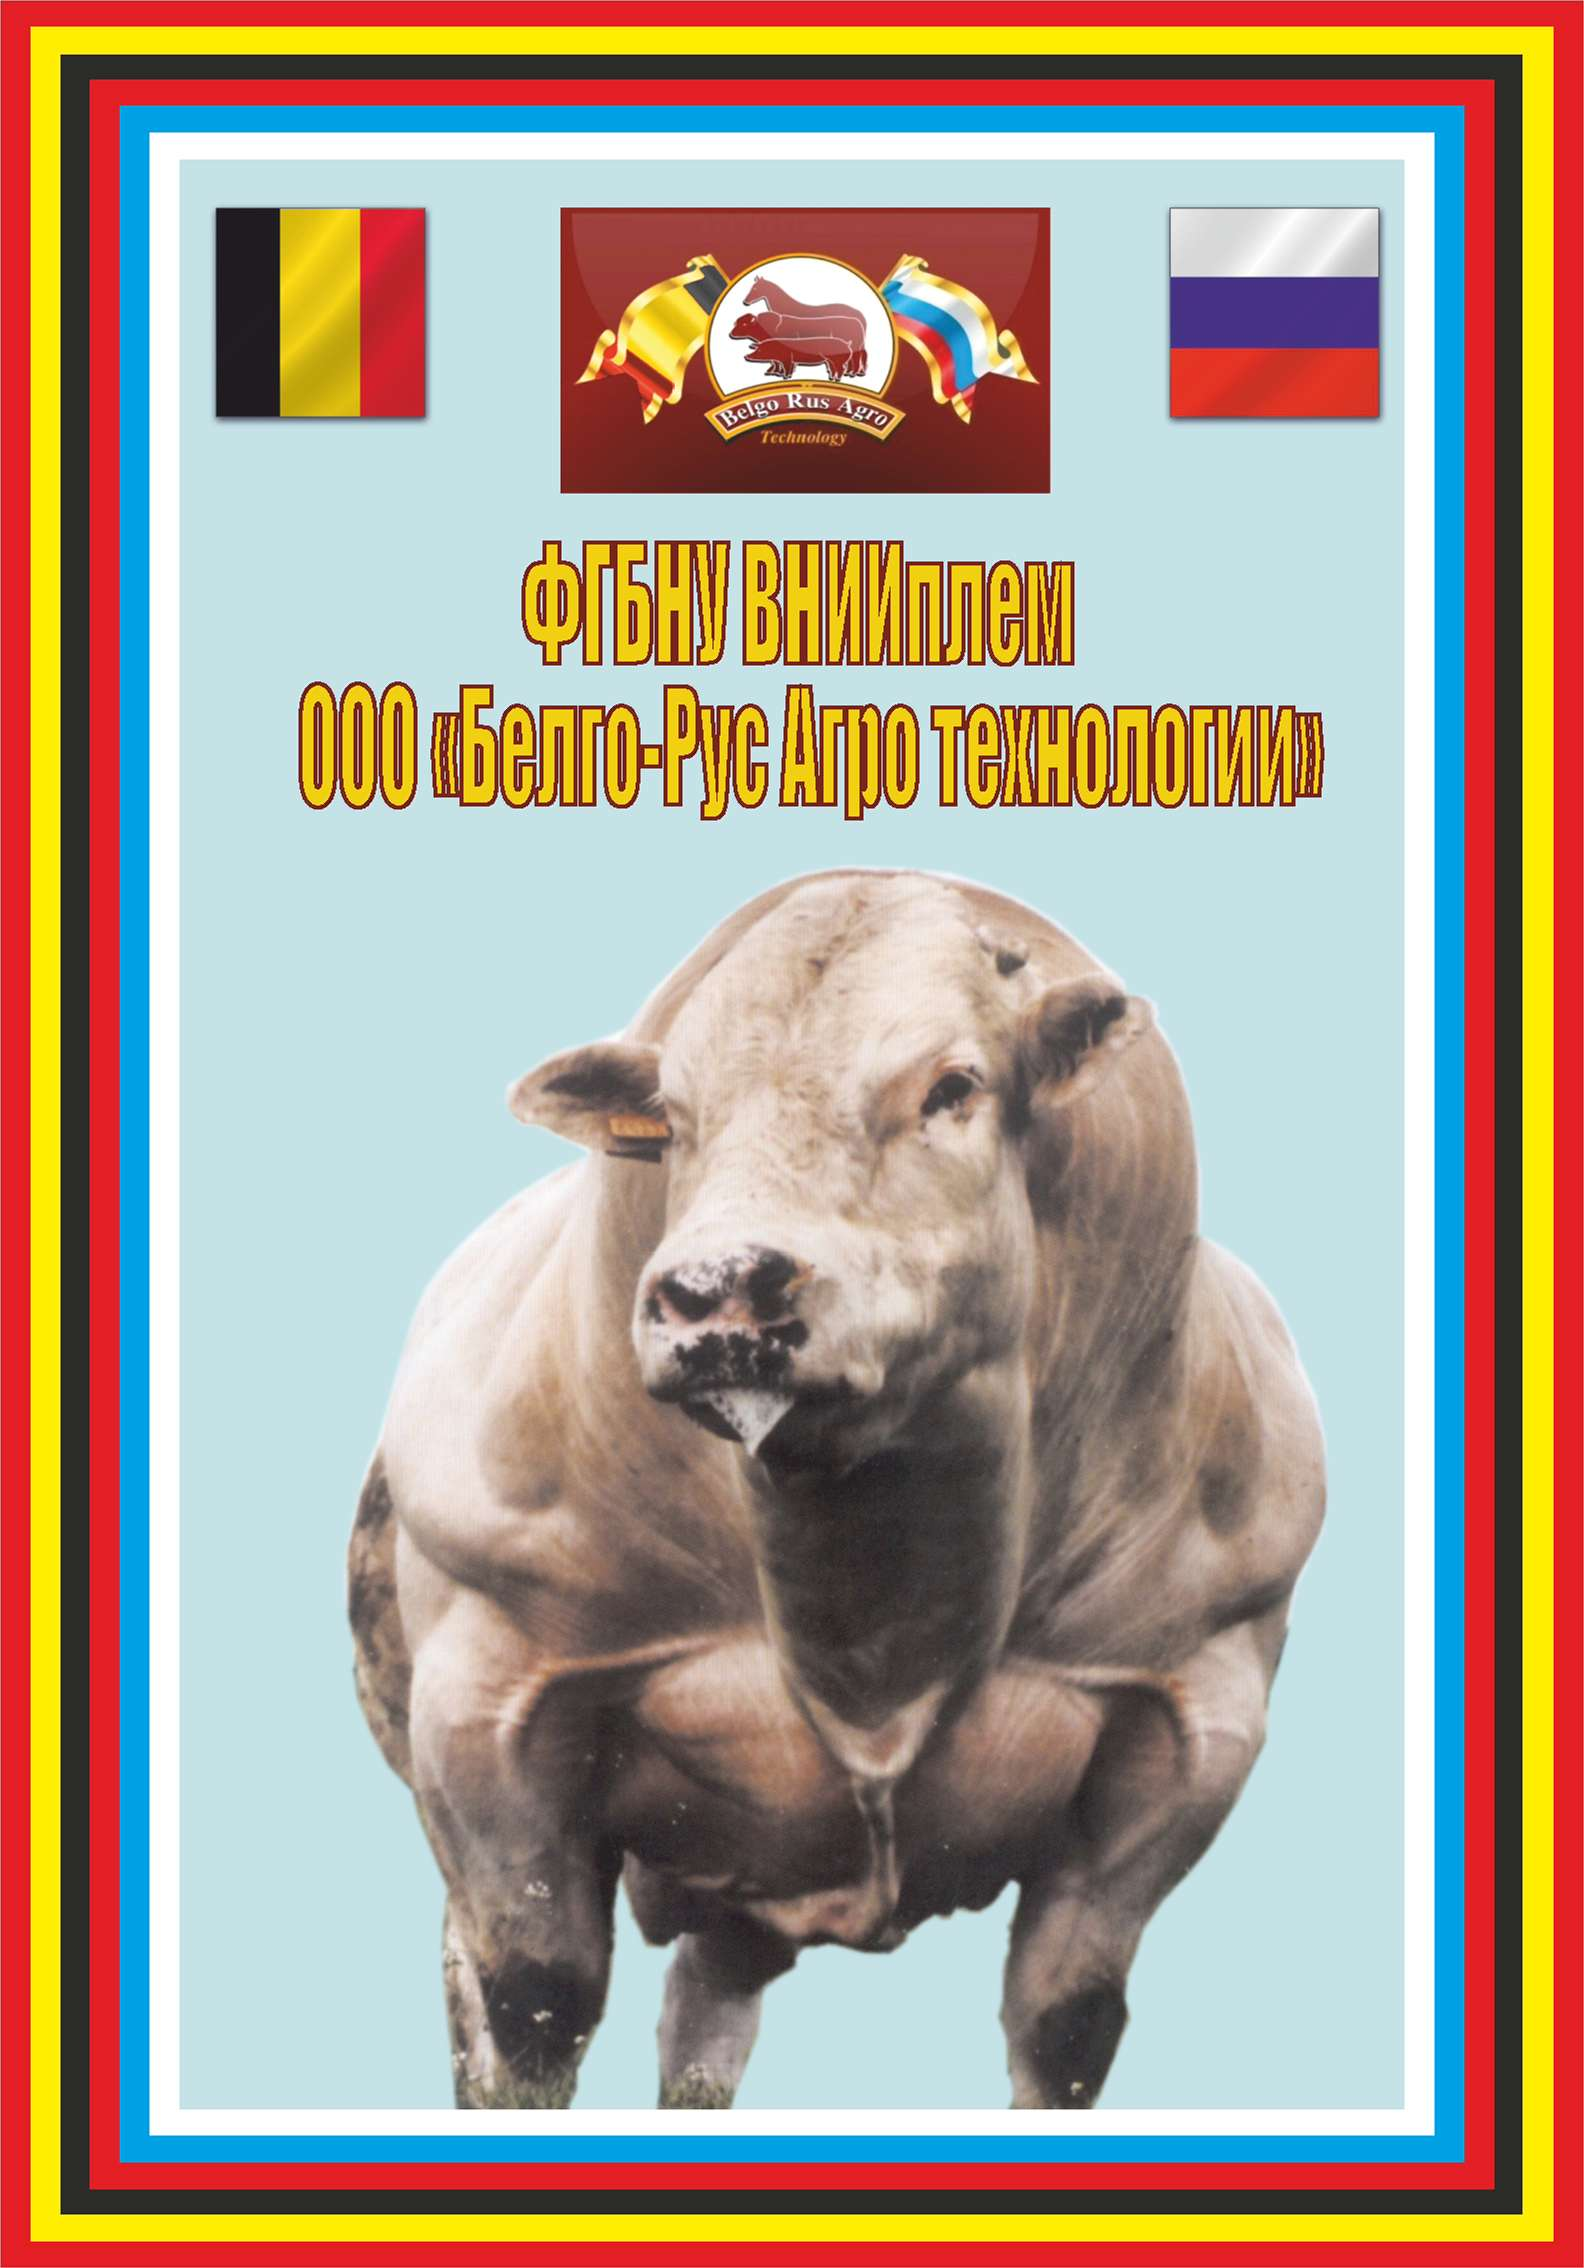 Belgo Rus Agro
Technology
ФГБНУ ВНИИплем
ООО «Белго-Рус Агро технологии»